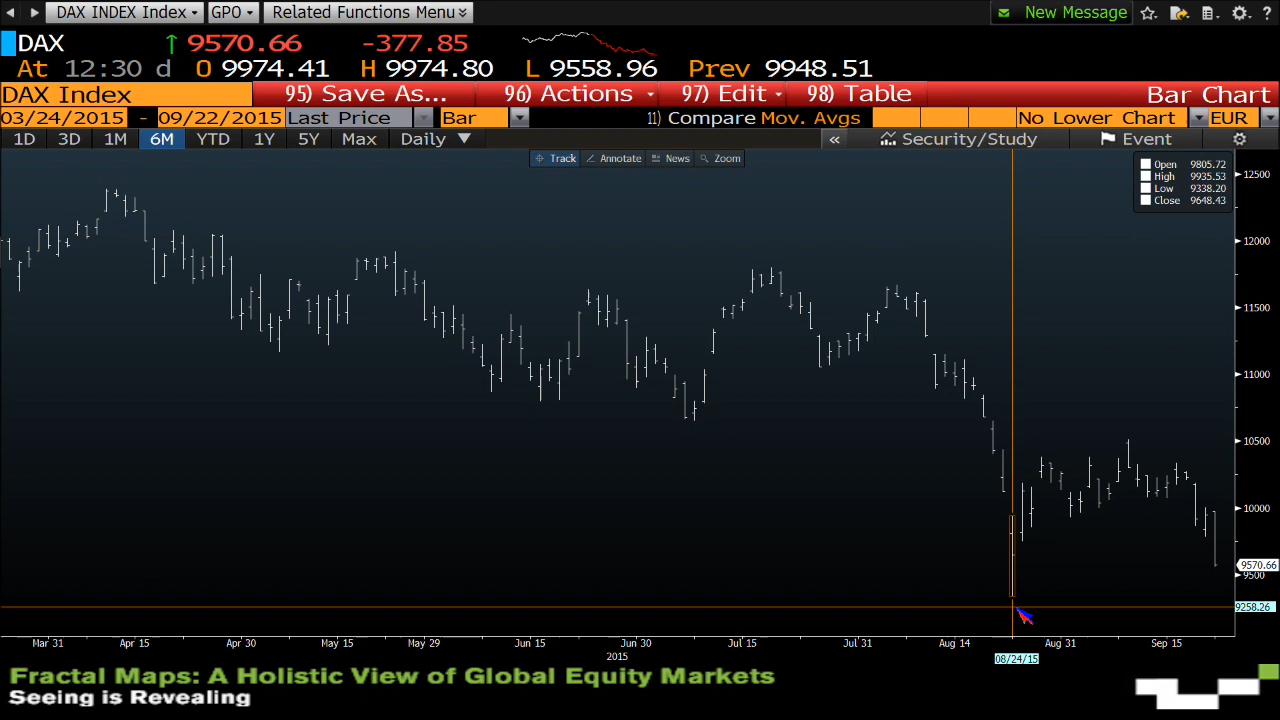 DAX INDEX Index GPO Related Functions Menu New Message ?
DAX ↑ 9570.66 -377.85
At 12:30 d O 9974.41 H 9974.80 L 9558.96 Prev 9948.51
DAX Index 95) Save As... 96) Actions 97) Edit 98) Table Bar Chart
03/24/2015 - 09/22/2015 Last Price Bar 11) Compare Mov. Avgs No Lower Chart EUR
1D 3D 1M 6M YTD 1Y 5Y Max Daily ▼ « Security/Study Event
Track Annotate News Zoom
Open 9805.72
High 9935.53
Low 9338.20
Close 9648.43
12500
12000
11500
11000
10500
10000
9570.66
9500
9258.26
Mar 31 Apr 15 Apr 30 May 15 May 29 Jun 15 Jun 30 Jul 15 Jul 31 Aug 14 Aug 31 Sep 15
2015
08/24/15
Fractal Maps: A Holistic View of Global Equity Markets
Seeing is Revealing